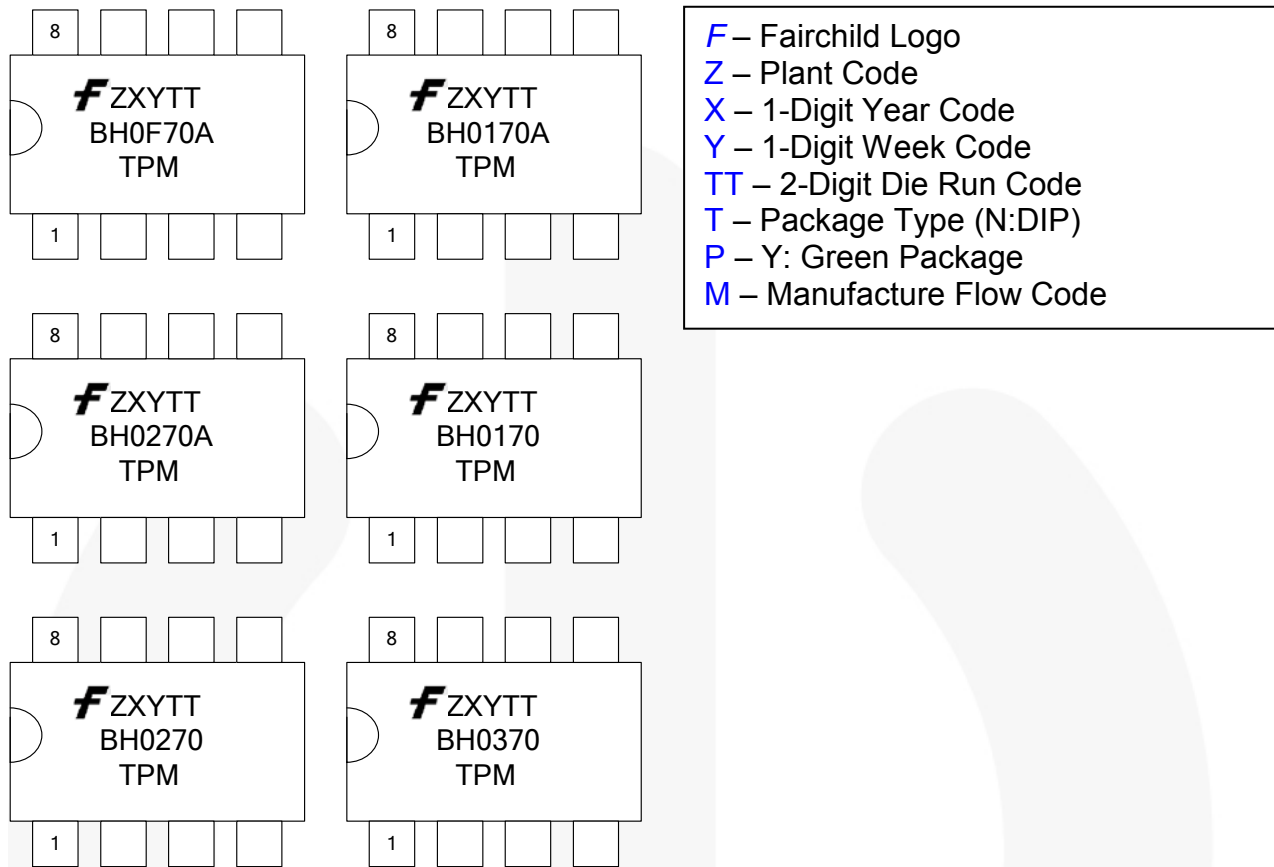 8
F ZXYTT
BH0F70A
TPM
1
8
F ZXYTT
BH0170A
TPM
1
8
F ZXYTT
BH0270A
TPM
1
8
F ZXYTT
BH0170
TPM
1
8
F ZXYTT
BH0270
TPM
1
8
F ZXYTT
BH0370
TPM
1
F – Fairchild Logo
Z – Plant Code
X – 1-Digit Year Code
Y – 1-Digit Week Code
TT – 2-Digit Die Run Code
T – Package Type (N:DIP)
P – Y: Green Package
M – Manufacture Flow Code